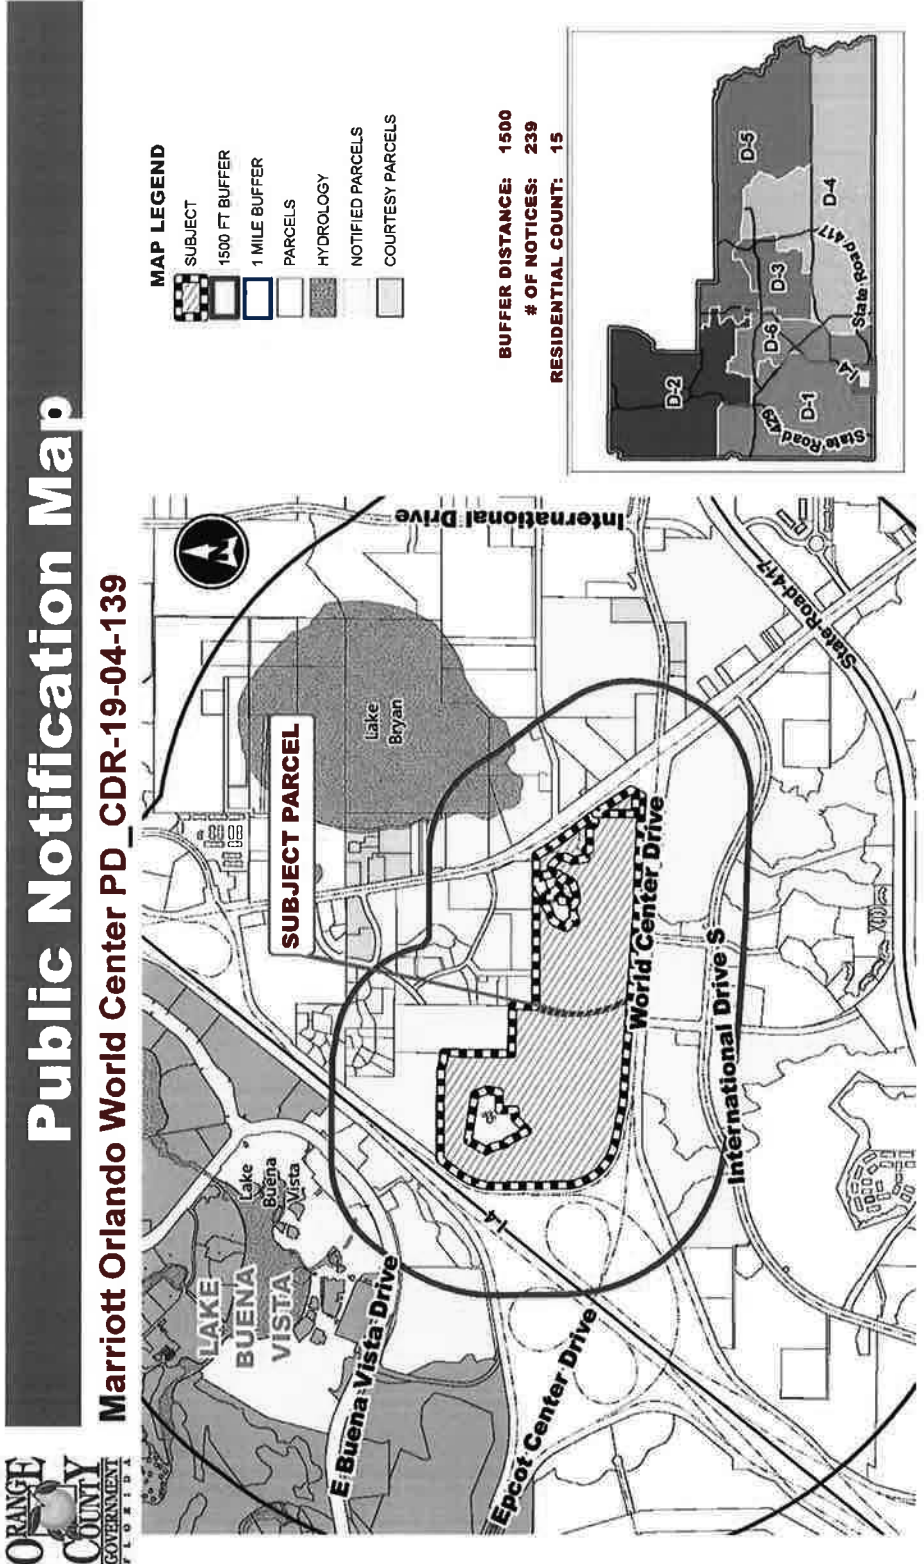 ORANGE
COUNTY
GOVERNMENT
FLORIDA
Public Notification Map
Marriott Orlando World Center PD_CDR-19-04-139
MAP LEGEND
SUBJECT
1500 FT BUFFER
1 MILE BUFFER
PARCELS
HYDROLOGY
NOTIFIED PARCELS
COURTESY PARCELS
BUFFER DISTANCE: 1500
# OF NOTICES: 239
RESIDENTIAL COUNT: 15
N
SUBJECT PARCEL
Lake
Bryan
International Drive
Lake
Buena
Vista
LAKE
BUENA
VISTA
E Buena Vista Drive
Epcot Center Drive
I-4
World Center Drive
International Drive S
State Road 417
D-2
D-5
D-3
D-6
D-4
D-1
State Road 429
State Road 417
I-4